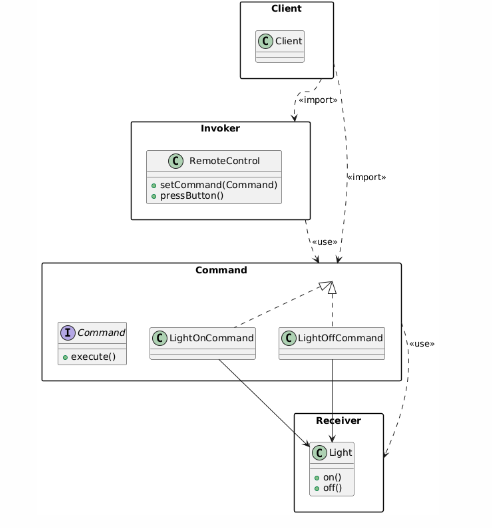 Client
C Client
«import»
Invoker
C RemoteControl
setCommand(Command)
pressButton()
«import»
«use»
Command
I Command
execute()
C LightOnCommand
C LightOffCommand
«use»
Receiver
C Light
on()
off()